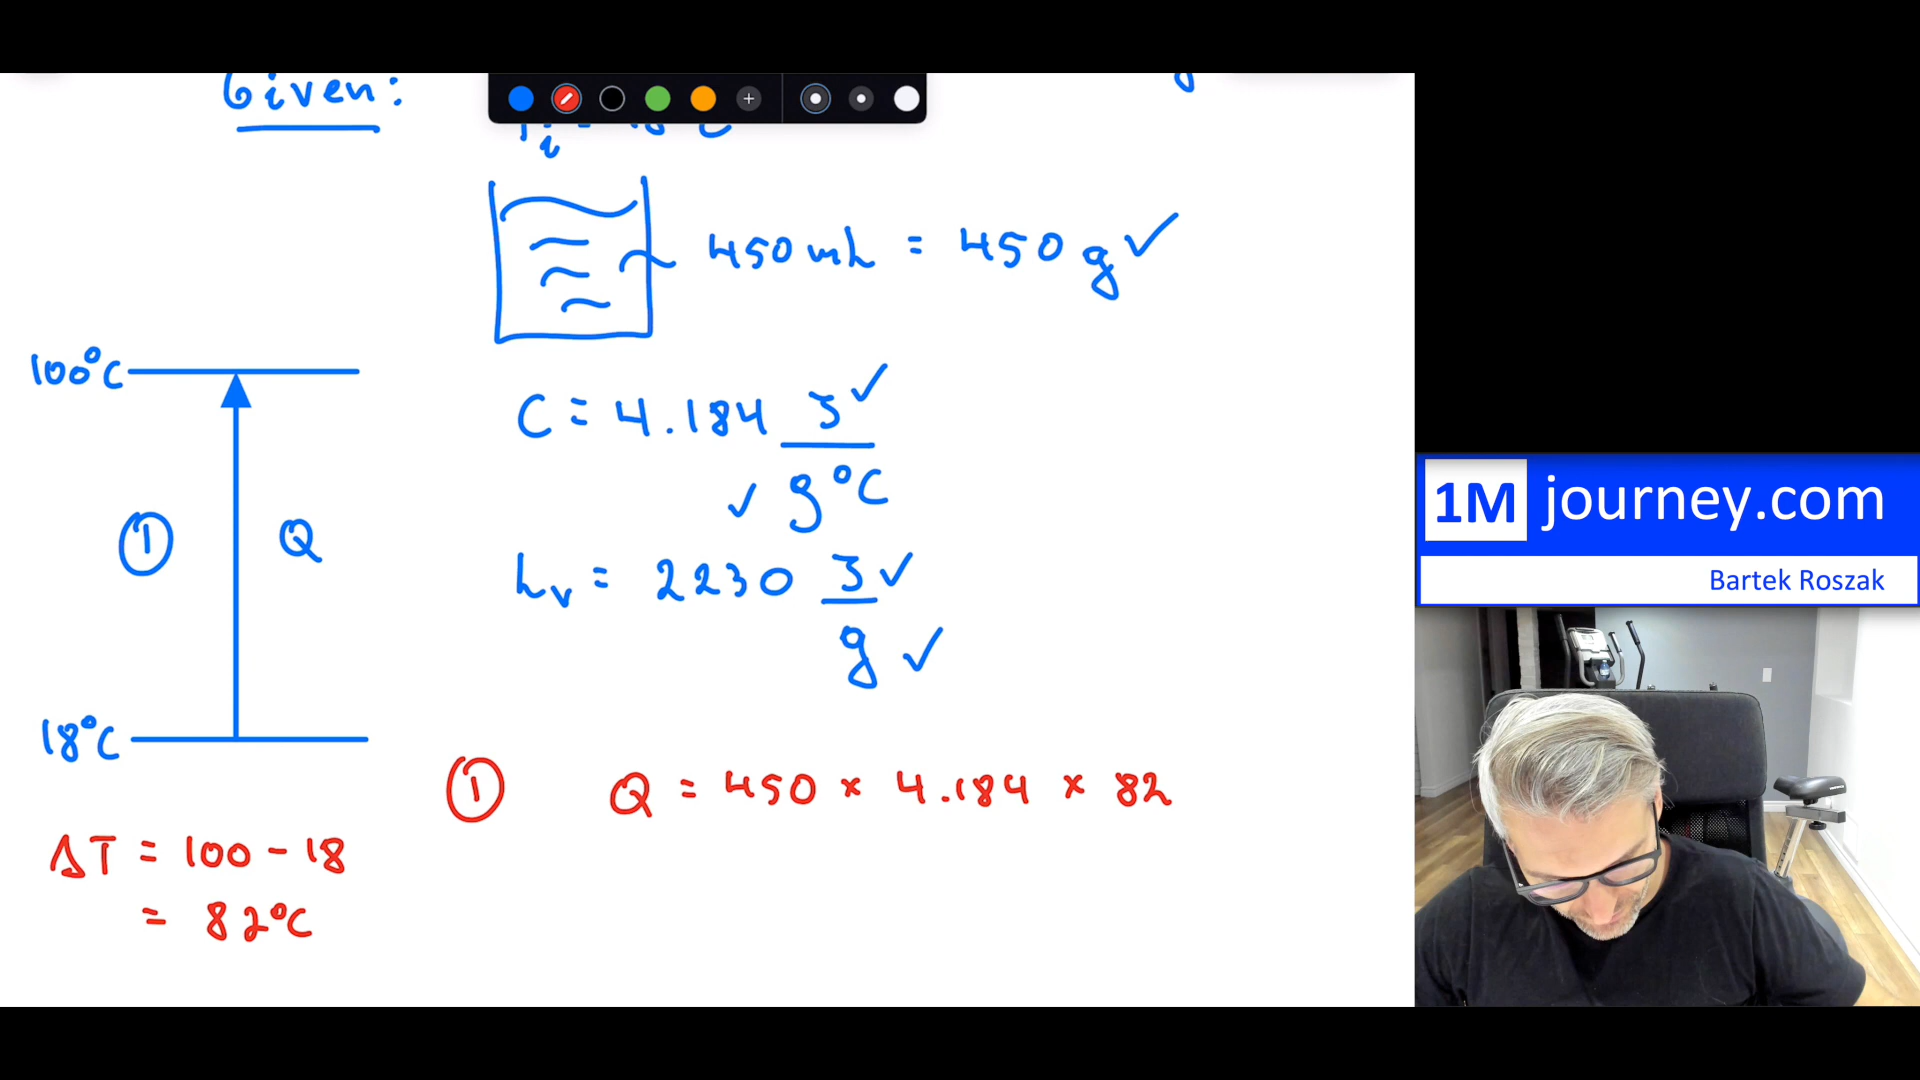 Given:
450 mL = 450 g ✓
100°C
C = 4.184 J ✓
✓ g°C
① Q
Lv = 2230 J ✓
g ✓
18°C
① Q = 450 × 4.184 × 82
ΔT = 100 - 18
= 82°C
1M journey.com
Bartek Roszak